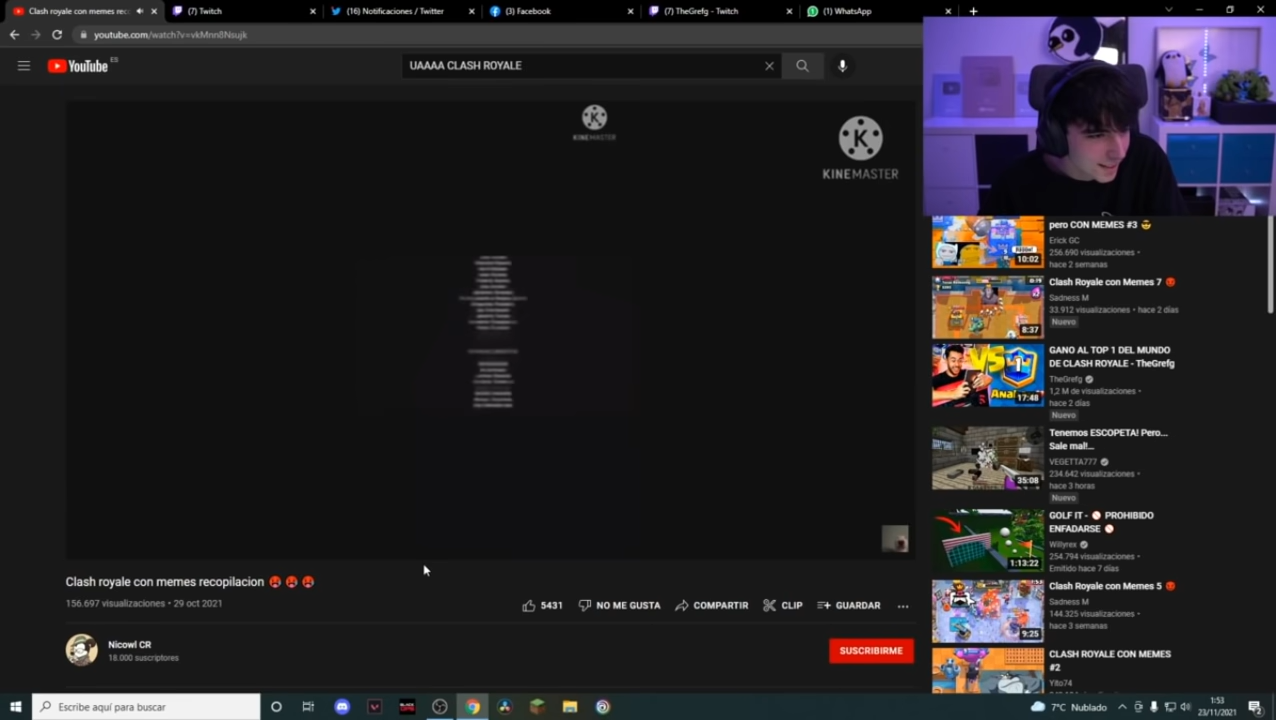 Clash royale con memes rec
(7) Twitch
(16) Notificaciones / Twitter
(3) Facebook
(7) TheGrefg - Twitch
(1) WhatsApp
youtube.com/watch?v=vkMnn8Nsujk
YouTube ES
UAAAA CLASH ROYALE
K
KINEMASTER
K
KINEMASTER
pero CON MEMES #3 😎
Erick GC
256.690 visualizaciones •
hace 2 semanas
10:02
Clash Royale con Memes 7
Sadness M
33.912 visualizaciones • hace 2 días
Nuevo
8:37
GANO AL TOP 1 DEL MUNDO
DE CLASH ROYALE - TheGrefg
TheGrefg
1,2 M de visualizaciones •
hace 2 días
Nuevo
VS
1
17:48
Tenemos ESCOPETA! Pero...
Sale mal!...
VEGETTA777
234.642 visualizaciones •
hace 3 horas
Nuevo
35:08
GOLF IT - 🚫 PROHIBIDO
ENFADARSE 🚫
Willyrex
254.794 visualizaciones •
Emitido hace 7 días
1:13:22
Clash Royale con Memes 5
Sadness M
144.325 visualizaciones •
hace 3 semanas
9:25
CLASH ROYALE CON MEMES
#2
Yito74
Clash royale con memes recopilacion
156.697 visualizaciones • 29 oct 2021
5431
NO ME GUSTA
COMPARTIR
CLIP
GUARDAR
Nicowl CR
18.000 suscriptores
SUSCRIBIRME
Escribe aquí para buscar
7°C Nublado
1:53
23/11/2021
2